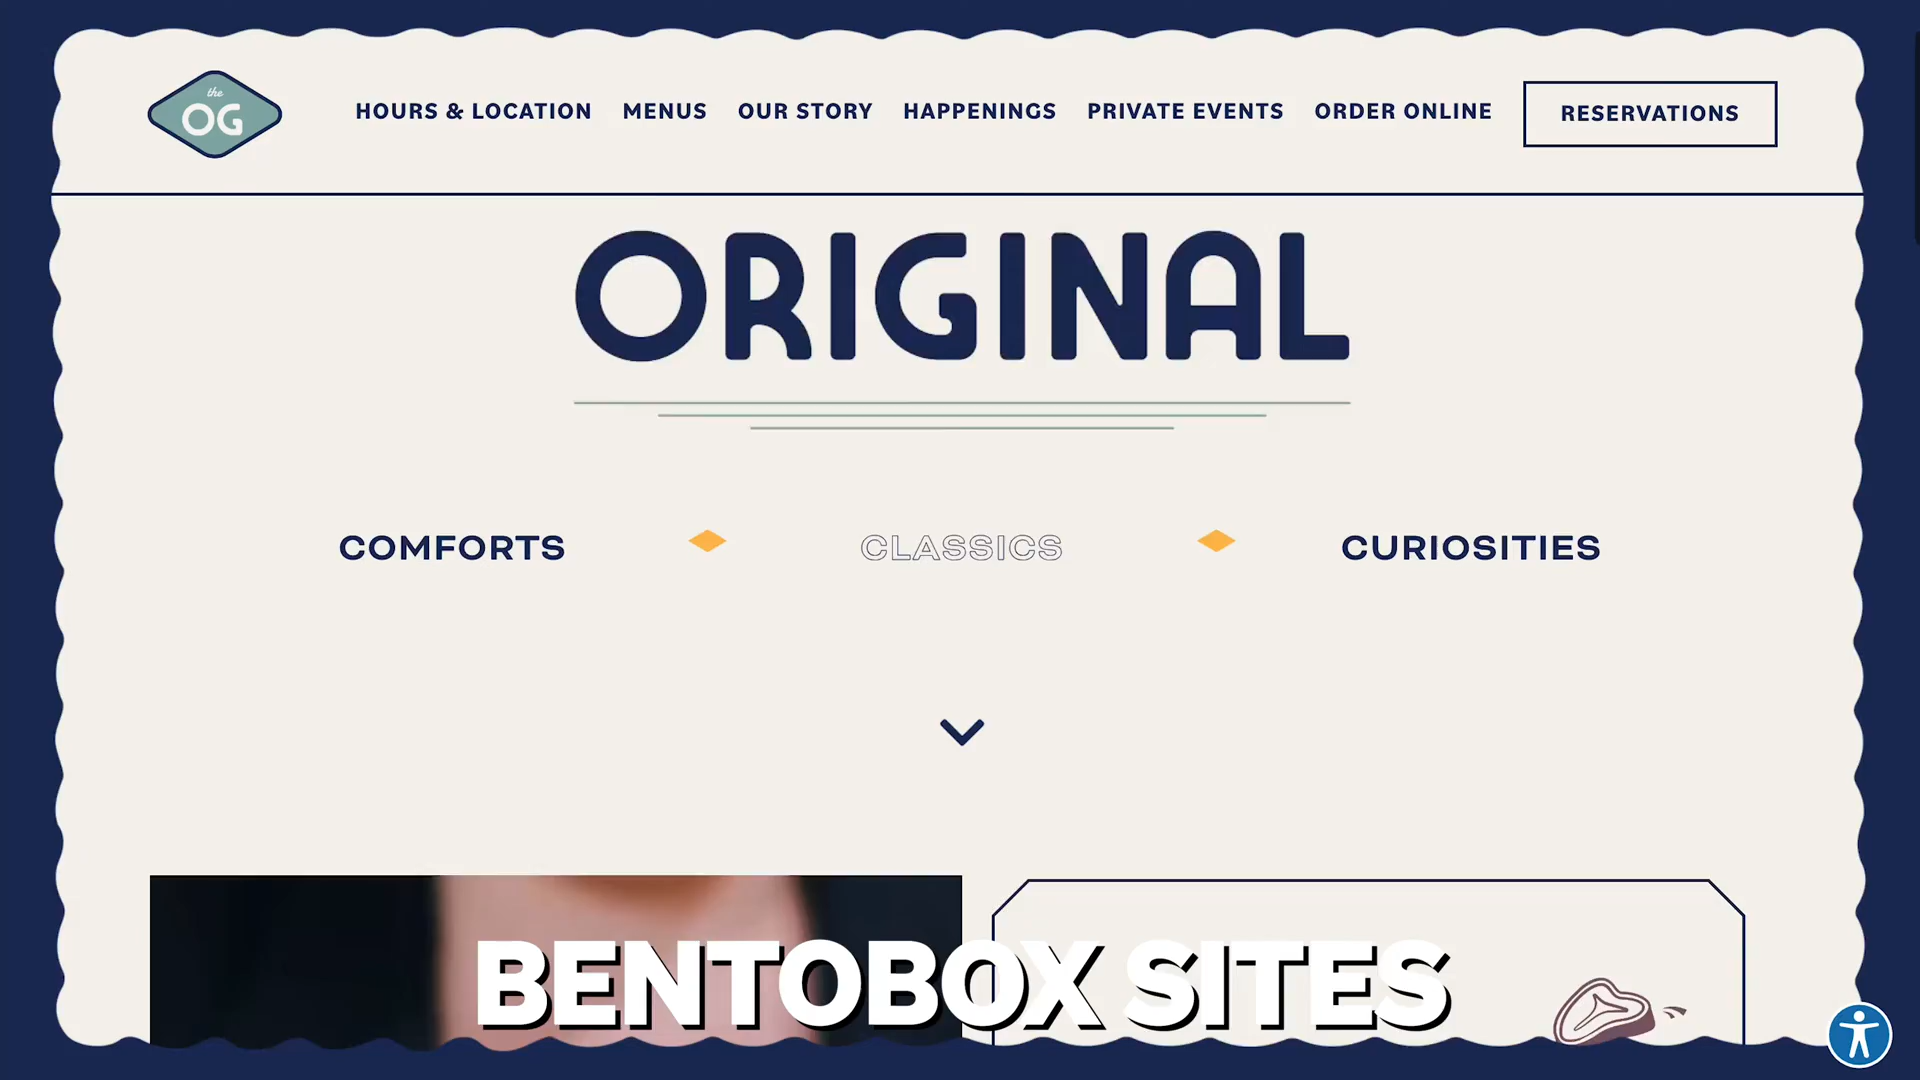 the
OG
HOURS & LOCATION MENUS OUR STORY HAPPENINGS PRIVATE EVENTS ORDER ONLINE RESERVATIONS
ORIGINAL
COMFORTS CLASSICS CURIOSITIES
BENTOBOX SITES